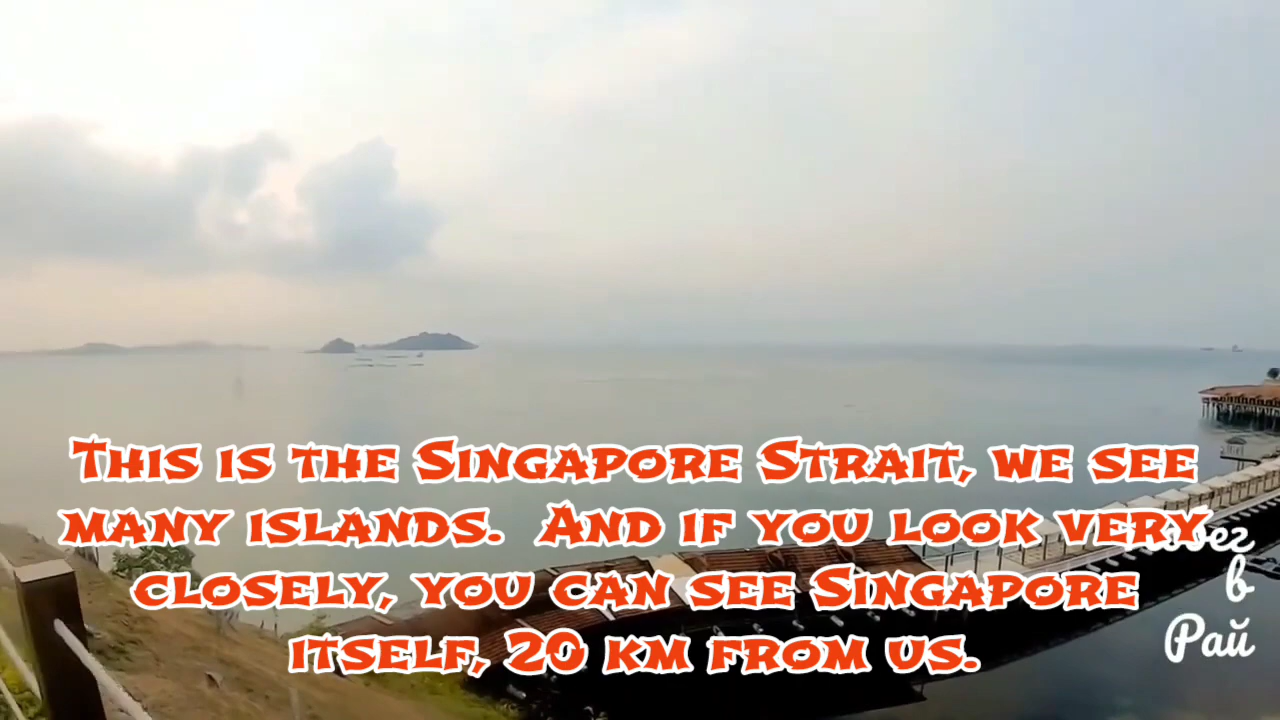 This is the Singapore Strait, we see
many islands.  And if you look very
closely, you can see Singapore
itself, 20 km from us.
в
Рай